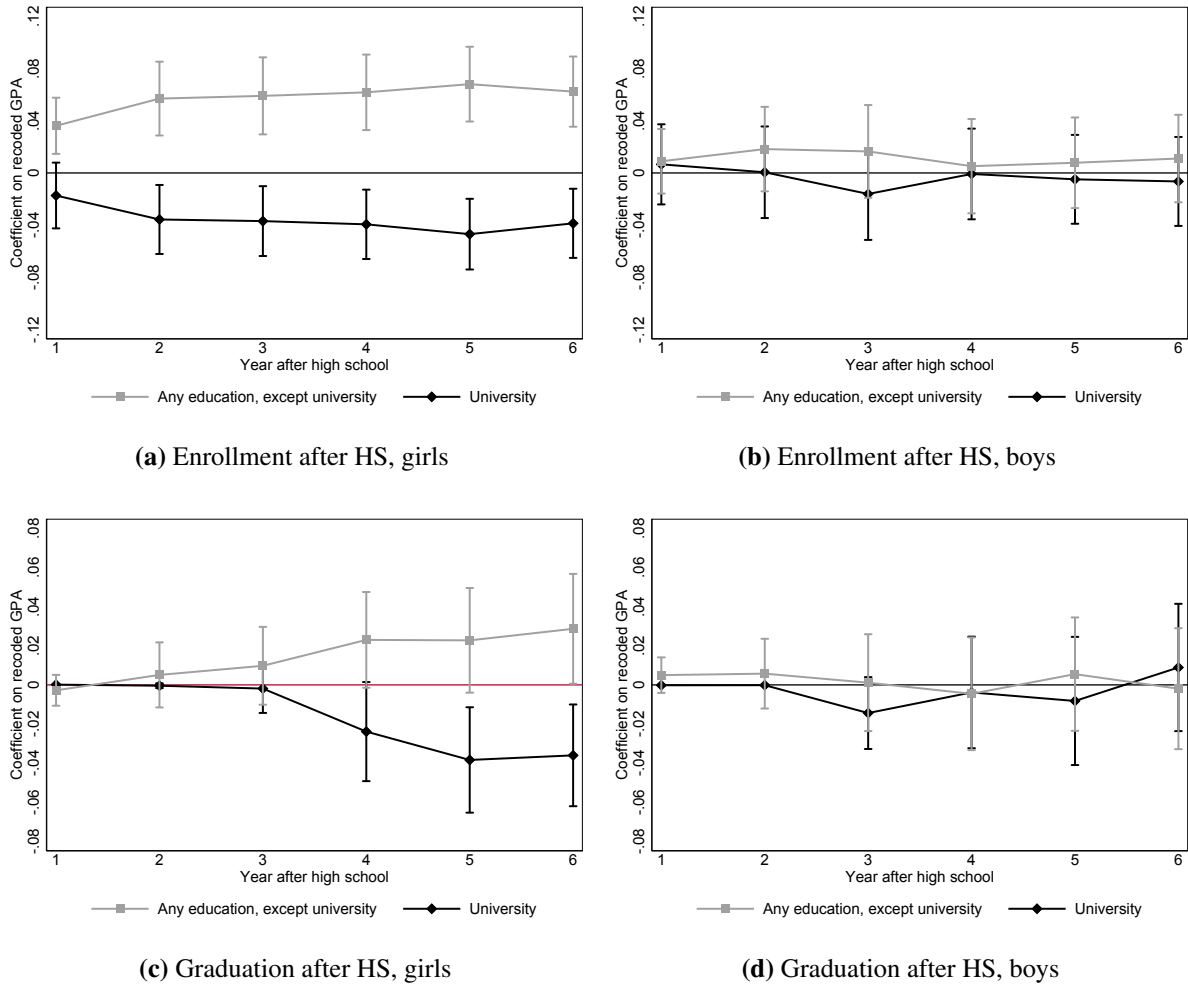 Coefficient on recoded GPA
.12
.08
.04
0
-.04
-.08
-.12
1 2 3 4 5 6
Year after high school
Any education, except university University
(a) Enrollment after HS, girls
Coefficient on recoded GPA
.12
.08
.04
0
-.04
-.08
-.12
1 2 3 4 5 6
Year after high school
Any education, except university University
(b) Enrollment after HS, boys
Coefficient on recoded GPA
.08
.06
.04
.02
0
-.02
-.04
-.06
-.08
1 2 3 4 5 6
Year after high school
Any education, except university University
(c) Graduation after HS, girls
Coefficient on recoded GPA
.08
.06
.04
.02
0
-.02
-.04
-.06
-.08
1 2 3 4 5 6
Year after high school
Any education, except university University
(d) Graduation after HS, boys